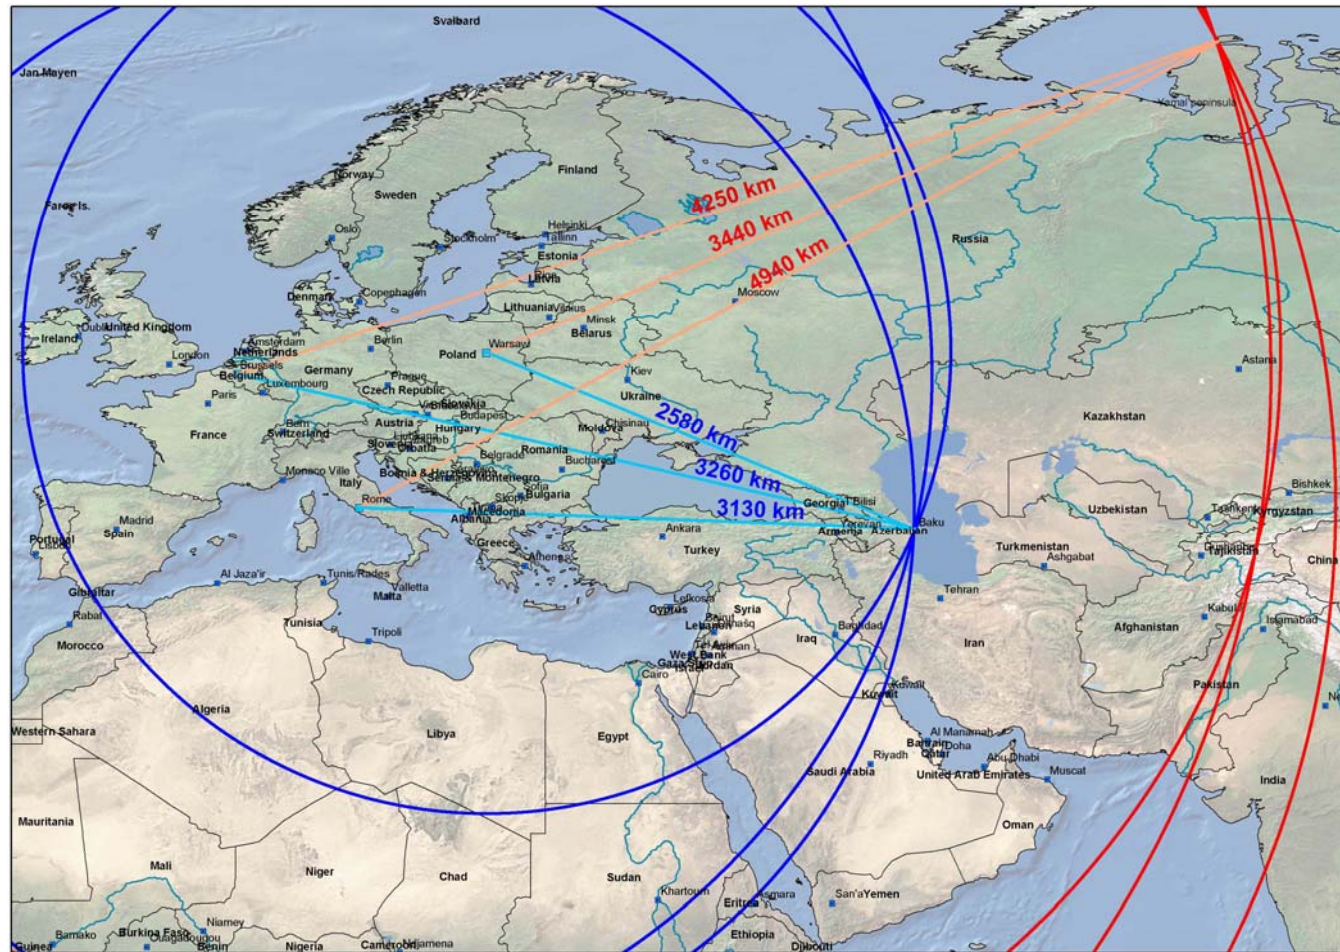 Svalbard
Jan Mayen
Yamal peninsula
Finland
Norway
Sweden
4250 km
Faroe Is.
3440 km
Helsinki
Oslo
Tallinn
Stockholm
Russia
Estonia
4940 km
Riga
Latvia
Denmark
Copenhagen
Moscow
Lithuania
Vilnius
Minsk
Dublin
United Kingdom
Belarus
Ireland
Amsterdam
Berlin
Warsaw
Netherlands
Poland
London
Astana
Brussels
Germany
Belgium
Kiev
Luxembourg
Prague
Czech Republic
Ukraine
Paris
Slovakia
2580 km
Budapest
Kazakhstan
Austria
Chisinau
Bern
Hungary
Moldova
France
Switzerland
Croatia
Romania
Belgrade
3260 km
Bucharest
Monaco Ville
Bosnia & Herzegovina
Bishkek
Italy
Serbia & Montenegro
Sofia
Bulgaria
Rome
Skopje
Georgia
Uzbekistan
3130 km
Tashkent
Kyrgyzstan
Macedonia
Albania
Yerevan
Baku
Madrid
Armenia
Azerbaijan
Spain
Ankara
Portugal
Greece
Turkey
Turkmenistan
Lisbon
Dushanbe
Tajikistan
Ashgabat
Athens
China
Al Jaza'ir
Tunis/Rades
Valletta
Gibraltar
Malta
Tehran
Lefkosia
Cyprus
Syria
Kabul
Rabat
Tunisia
Beirut
Afghanistan
Islamabad
Lebanon
Baghdad
Morocco
Tripoli
Iraq
Iran
West Bank
Gaza Strip
Jordan
Israel
Cairo
Kuwait
Kuwait
Pakistan
Algeria
Western Sahara
Libya
Egypt
Al Manamah
Bahrain
Doha
Qatar
Riyadh
Abu Dhabi
Saudi Arabia
United Arab Emirates
Muscat
India
Mauritania
Oman
Mali
Niger
Chad
Sudan
San'a
Yemen
Khartoum
Asmara
Eritrea
Niamey
Burkina Faso
Bamako
Ouagadougou
Ndjamena
Guinea
Benin
Nigeria
Cameroon
Ethiopia
Djibouti